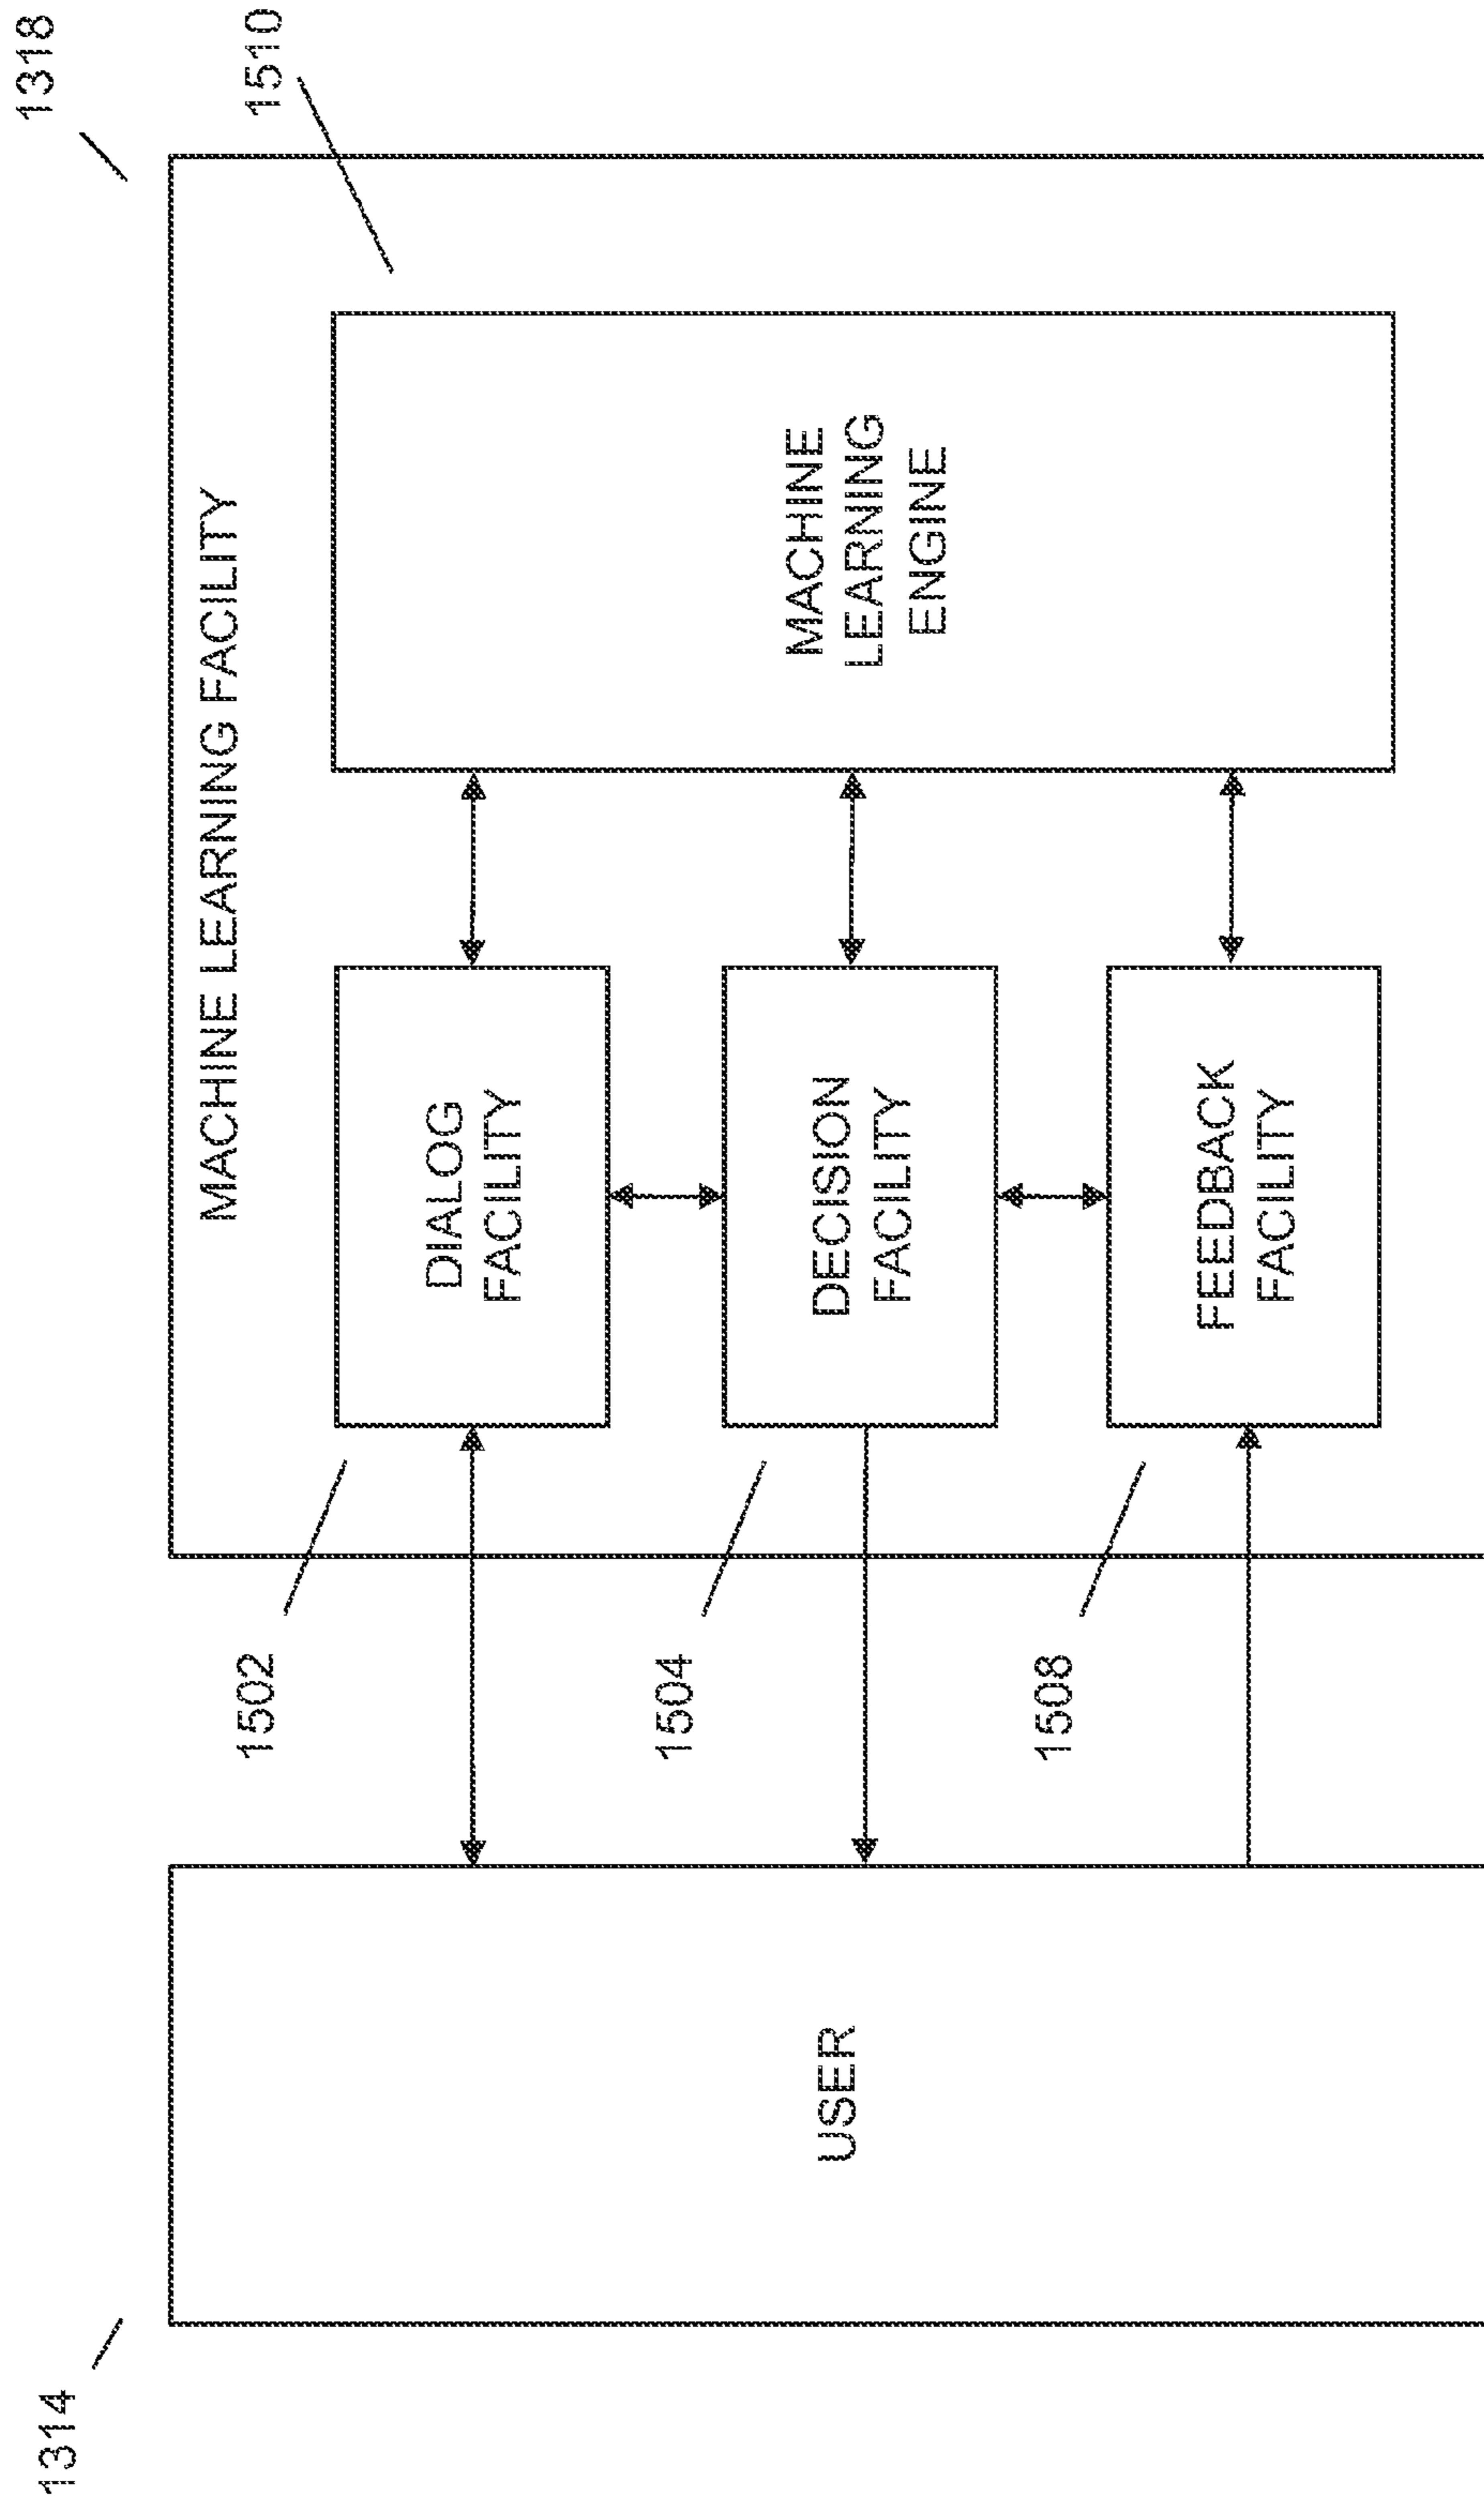 1314
1318
MACHINE LEARNING FACILITY
1510
USER
1502
DIALOG
FACILITY
1504
DECISION
FACILITY
1508
FEEDBACK
FACILITY
MACHINE
LEARNING
ENGINE